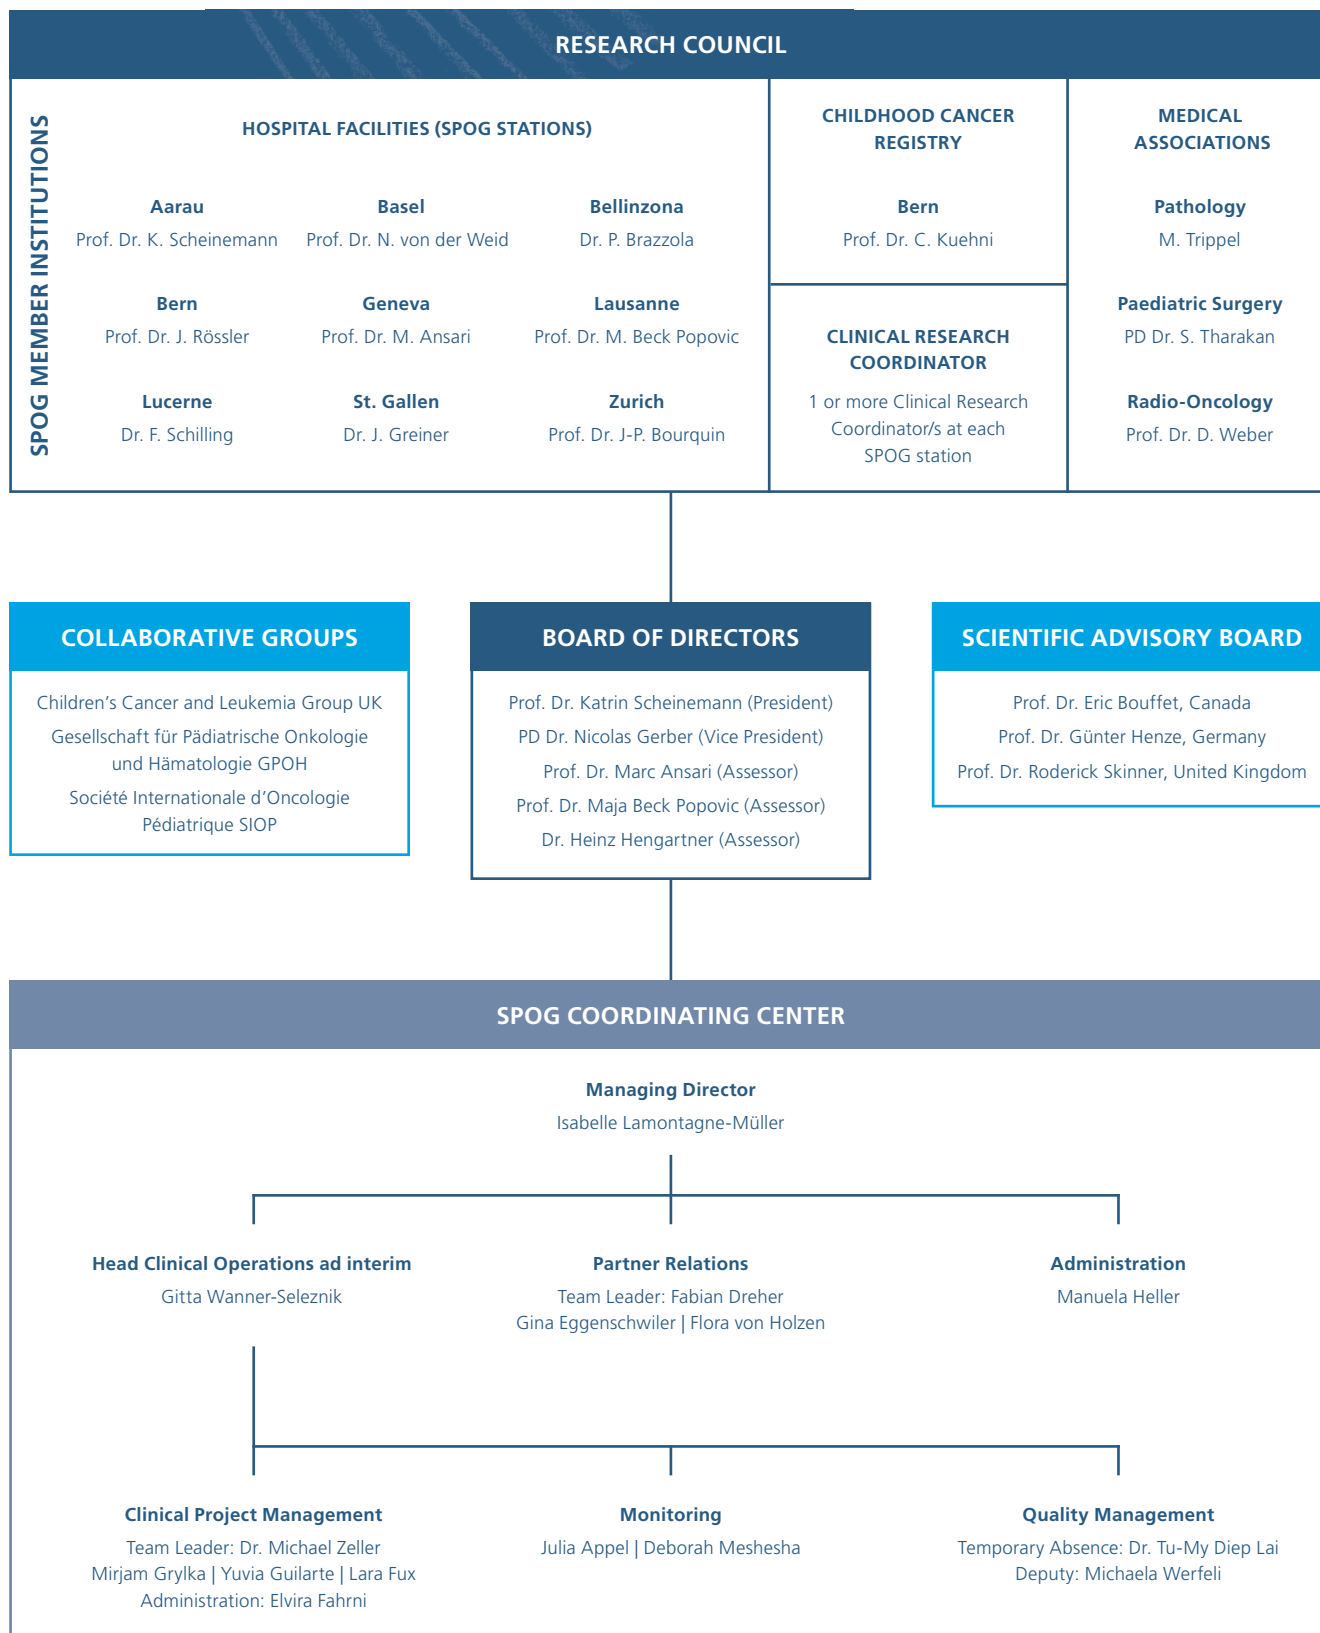 RESEARCH COUNCIL
SPOG MEMBER INSTITUTIONS
HOSPITAL FACILITIES (SPOG STATIONS)
Aarau
Prof. Dr. K. Scheinemann
Basel
Prof. Dr. N. von der Weid
Bellinzona
Dr. P. Brazzola
Bern
Prof. Dr. J. Rössler
Geneva
Prof. Dr. M. Ansari
Lausanne
Prof. Dr. M. Beck Popovic
Lucerne
Dr. F. Schilling
St. Gallen
Dr. J. Greiner
Zurich
Prof. Dr. J-P. Bourquin
CHILDHOOD CANCER
REGISTRY
Bern
Prof. Dr. C. Kuehni
CLINICAL RESEARCH
COORDINATOR
1 or more Clinical Research
Coordinator/s at each
SPOG station
MEDICAL
ASSOCIATIONS
Pathology
M. Trippel
Paediatric Surgery
PD Dr. S. Tharakan
Radio-Oncology
Prof. Dr. D. Weber
COLLABORATIVE GROUPS
Children's Cancer and Leukemia Group UK
Gesellschaft für Pädiatrische Onkologie
und Hämatologie GPOH
Société Internationale d'Oncologie
Pédiatrique SIOP
BOARD OF DIRECTORS
Prof. Dr. Katrin Scheinemann (President)
PD Dr. Nicolas Gerber (Vice President)
Prof. Dr. Marc Ansari (Assessor)
Prof. Dr. Maja Beck Popovic (Assessor)
Dr. Heinz Hengartner (Assessor)
SCIENTIFIC ADVISORY BOARD
Prof. Dr. Eric Bouffet, Canada
Prof. Dr. Günter Henze, Germany
Prof. Dr. Roderick Skinner, United Kingdom
SPOG COORDINATING CENTER
Managing Director
Isabelle Lamontagne-Müller
Head Clinical Operations ad interim
Gitta Wanner-Seleznik
Partner Relations
Team Leader: Fabian Dreher
Gina Eggenschwiler | Flora von Holzen
Administration
Manuela Heller
Clinical Project Management
Team Leader: Dr. Michael Zeller
Mirjam Grylka | Yuvia Guilarte | Lara Fux
Administration: Elvira Fahrni
Monitoring
Julia Appel | Deborah Meshesha
Quality Management
Temporary Absence: Dr. Tu-My Diep Lai
Deputy: Michaela Werfeli